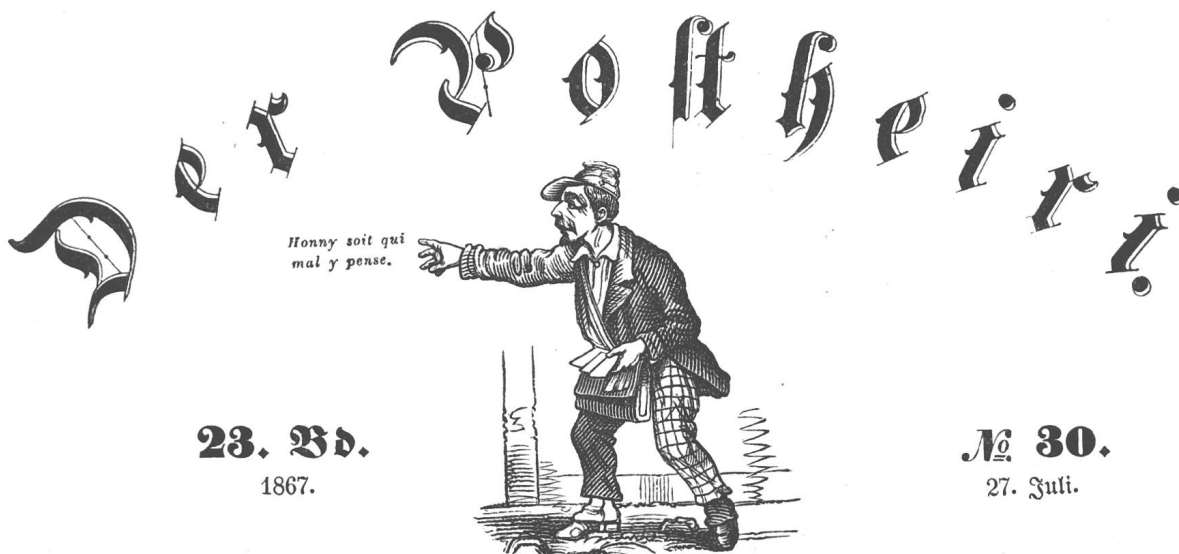 Der Postheiri.
Honny soit qui
mal y pense.
23. Bd.
1867.
No 30.
27. Juli.